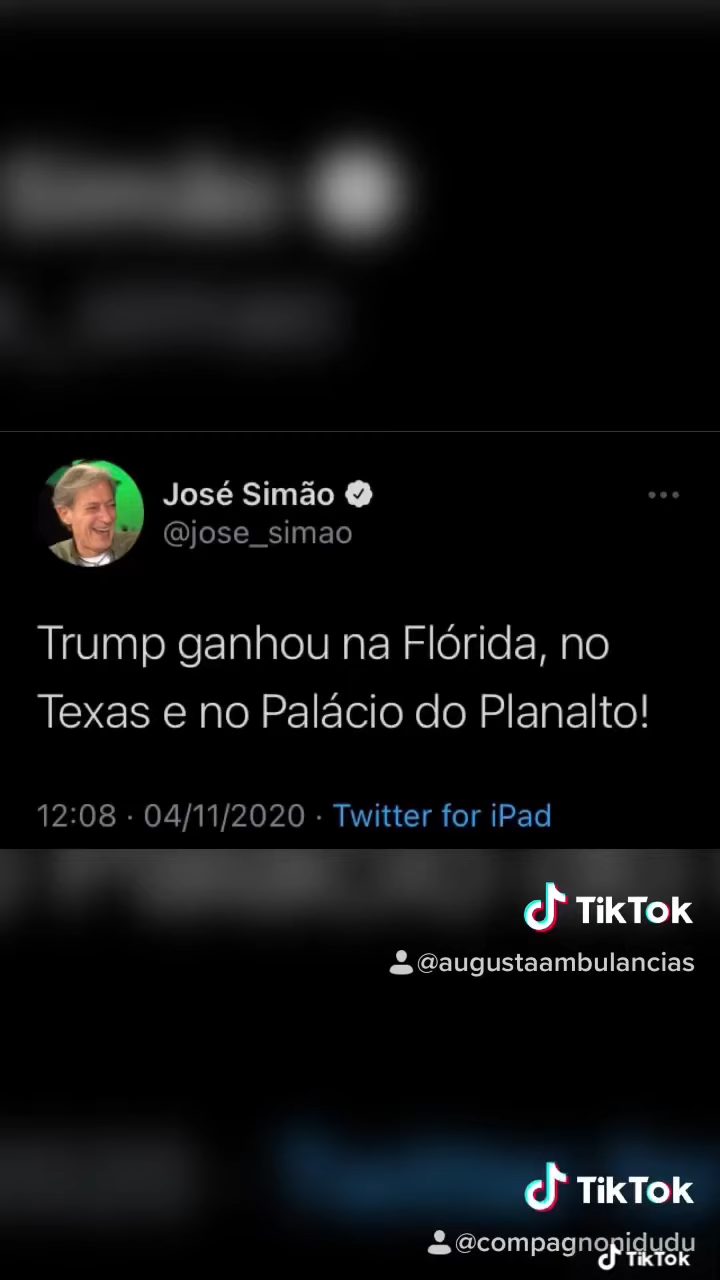 José Simão
@jose_simao
Trump ganhou na Flórida, no
Texas e no Palácio do Planalto!
12:08 · 04/11/2020 · Twitter for iPad
TikTok
@augustaambulancias
TikTok
@compagnonidudu
TikTok